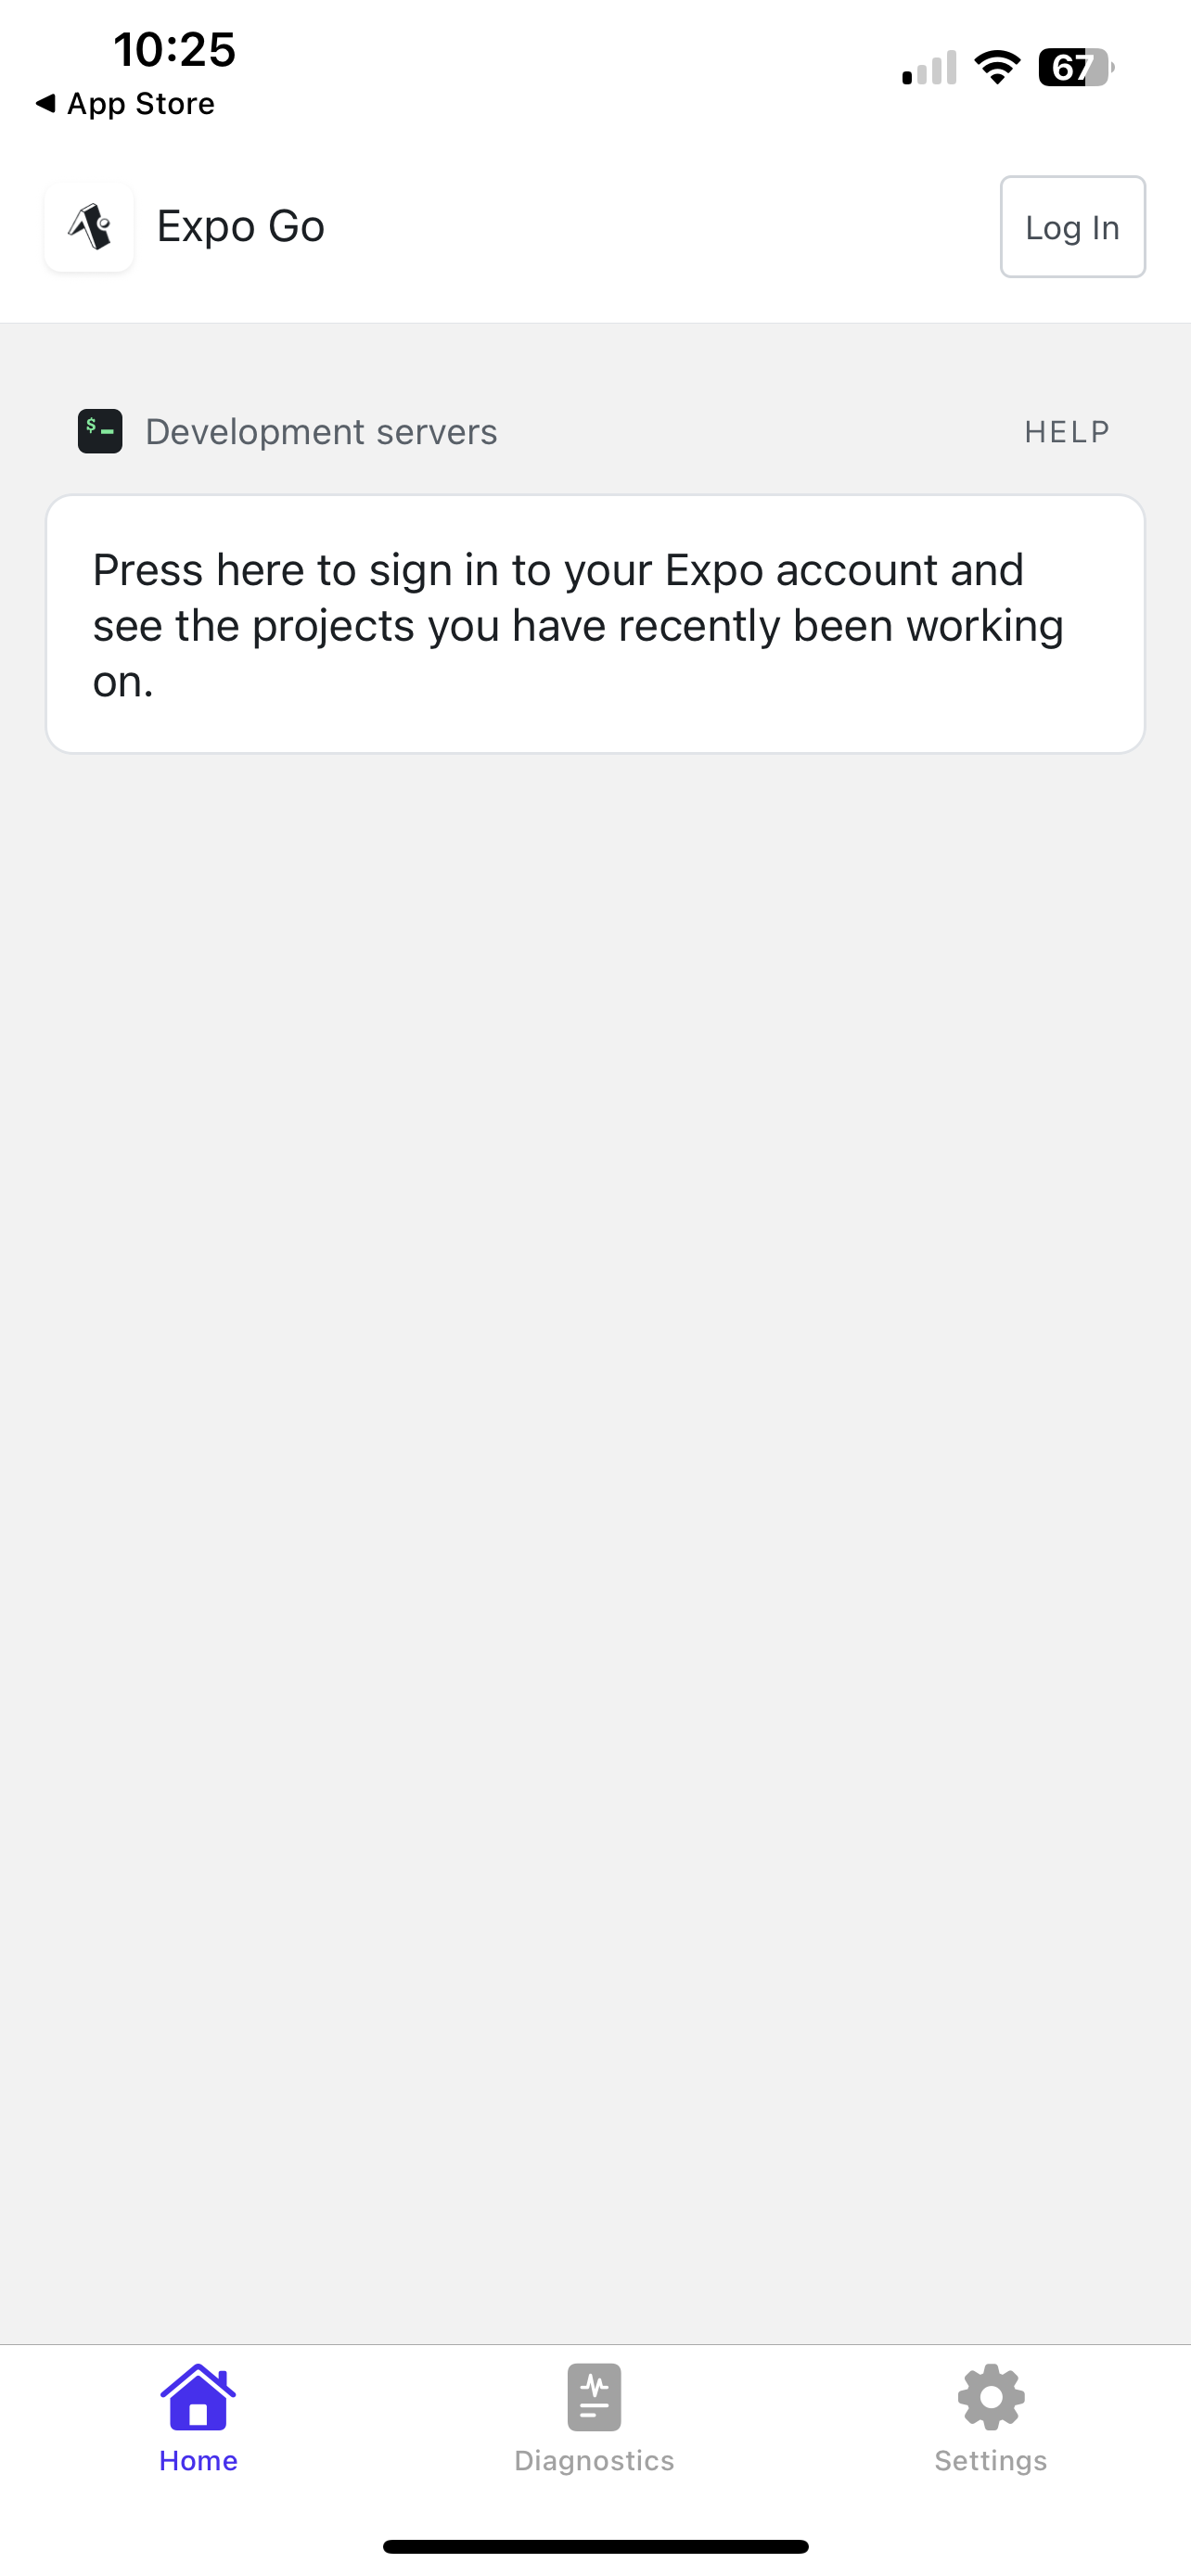 10:25
67
◀ App Store
Expo Go
Log In
$ _
Development servers
HELP
Press here to sign in to your Expo account and
see the projects you have recently been working
on.
Home
Diagnostics
Settings